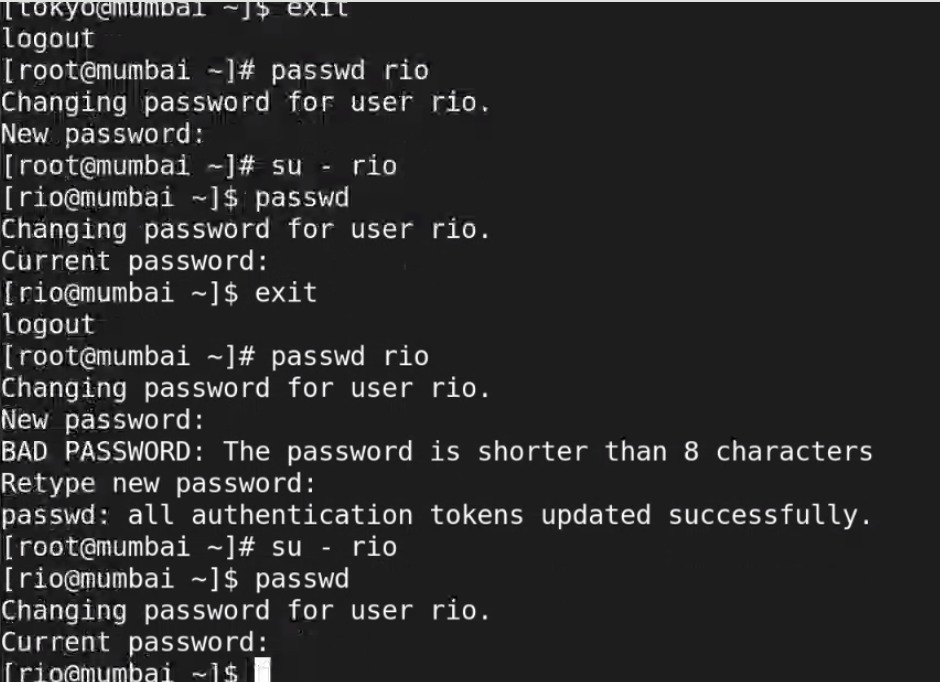 [tokyo@mumbai ~]$ exit
logout
[root@mumbai ~]# passwd rio
Changing password for user rio.
New password:
[root@mumbai ~]# su - rio
[rio@mumbai ~]$ passwd
Changing password for user rio.
Current password:
[rio@mumbai ~]$ exit
logout
[root@mumbai ~]# passwd rio
Changing password for user rio.
New password:
BAD PASSWORD: The password is shorter than 8 characters
Retype new password:
passwd: all authentication tokens updated successfully.
[root@mumbai ~]# su - rio
[rio@mumbai ~]$ passwd
Changing password for user rio.
Current password:
[rio@mumbai ~]$